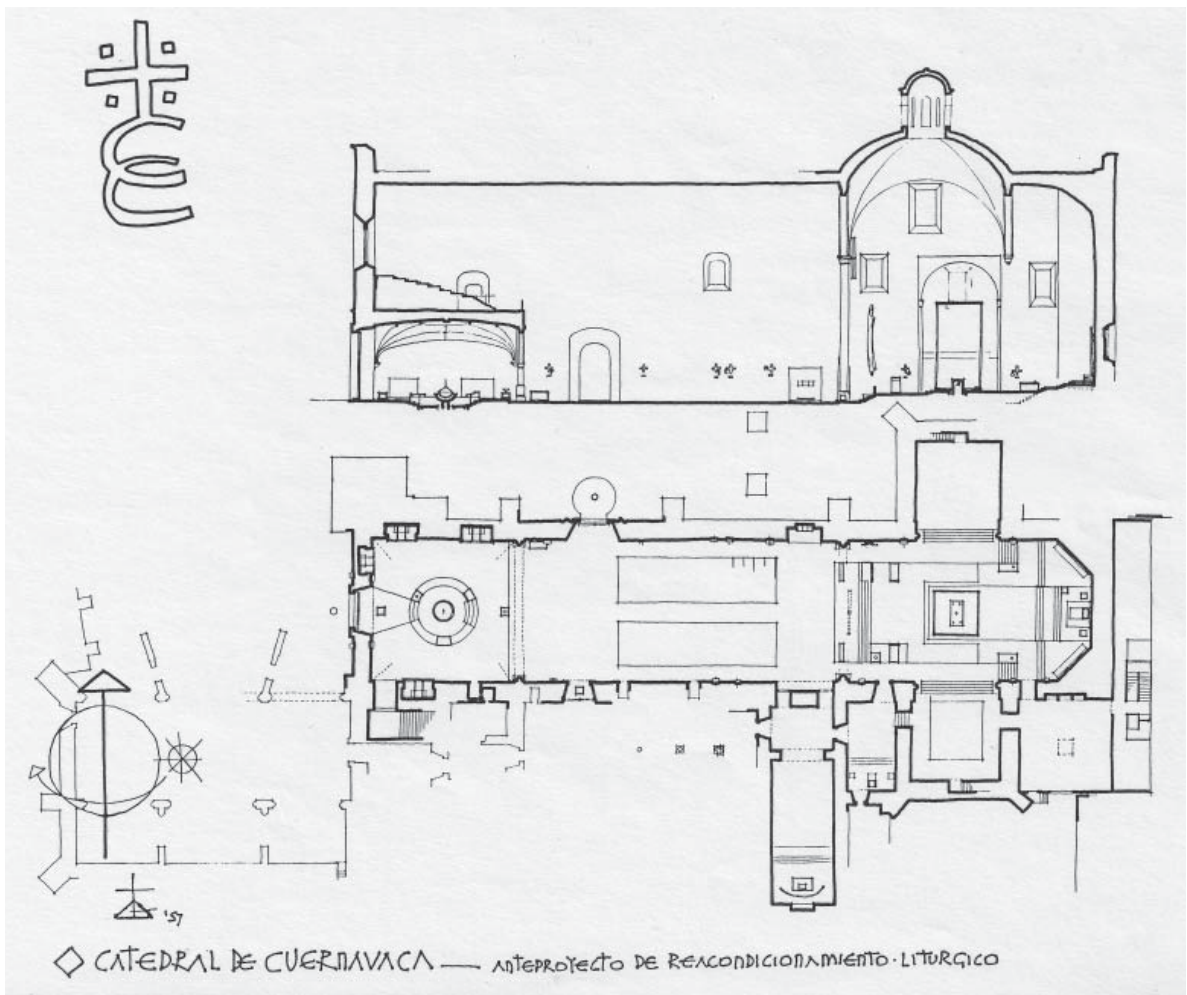 '57
◇ CATEDRAL DE CUERNAVACA — ANTEPROYECTO DE REACONDICIONAMIENTO · LITURGICO